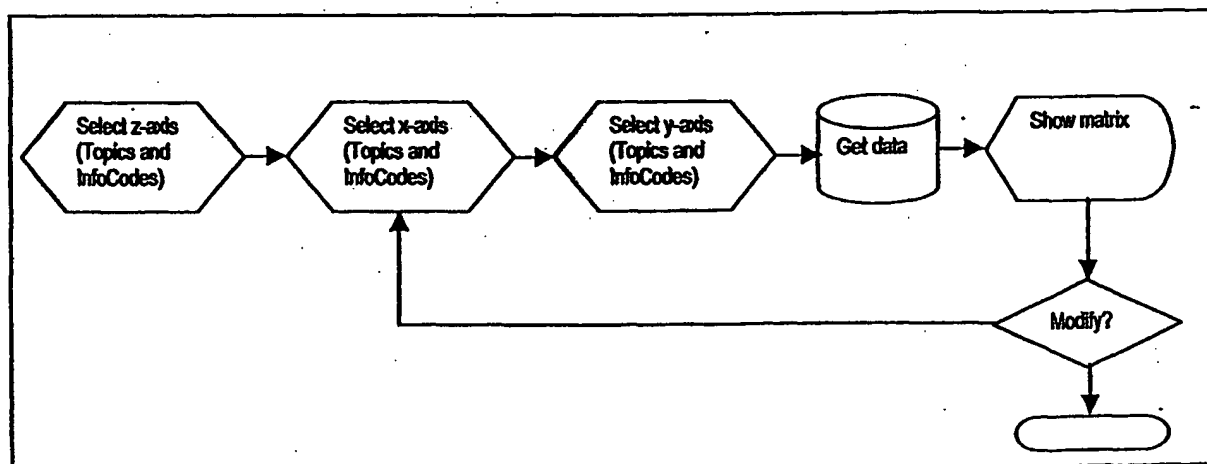 Select z-axis
(Topics and
InfoCodes)
Select x-axis
(Topics and
InfoCodes)
Select y-axis
(Topics and
InfoCodes)
Get data
Show matrix
Modify?